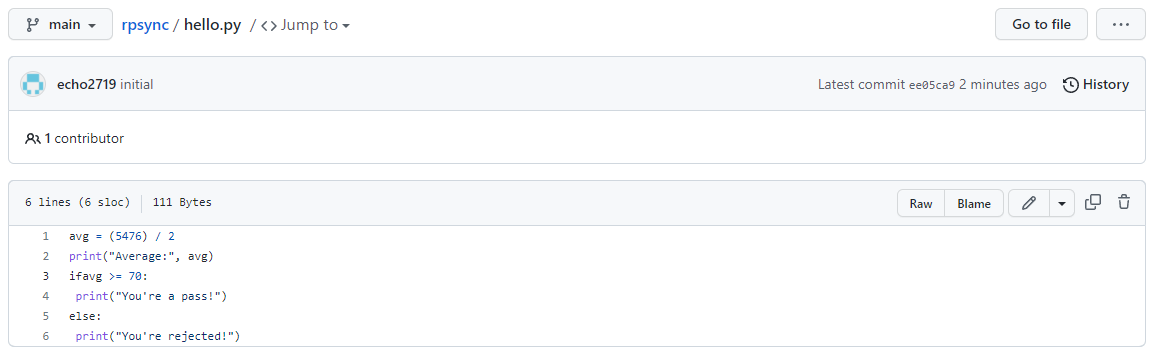 main rpsync / hello.py / <> Jump to Go to file ...
echo2719 initial Latest commit ee05ca9 2 minutes ago History
1 contributor
6 lines (6 sloc) 111 Bytes Raw Blame
1 avg = (5476) / 2
2 print("Average:", avg)
3 ifavg >= 70:
4  print("You're a pass!")
5 else:
6  print("You're rejected!")